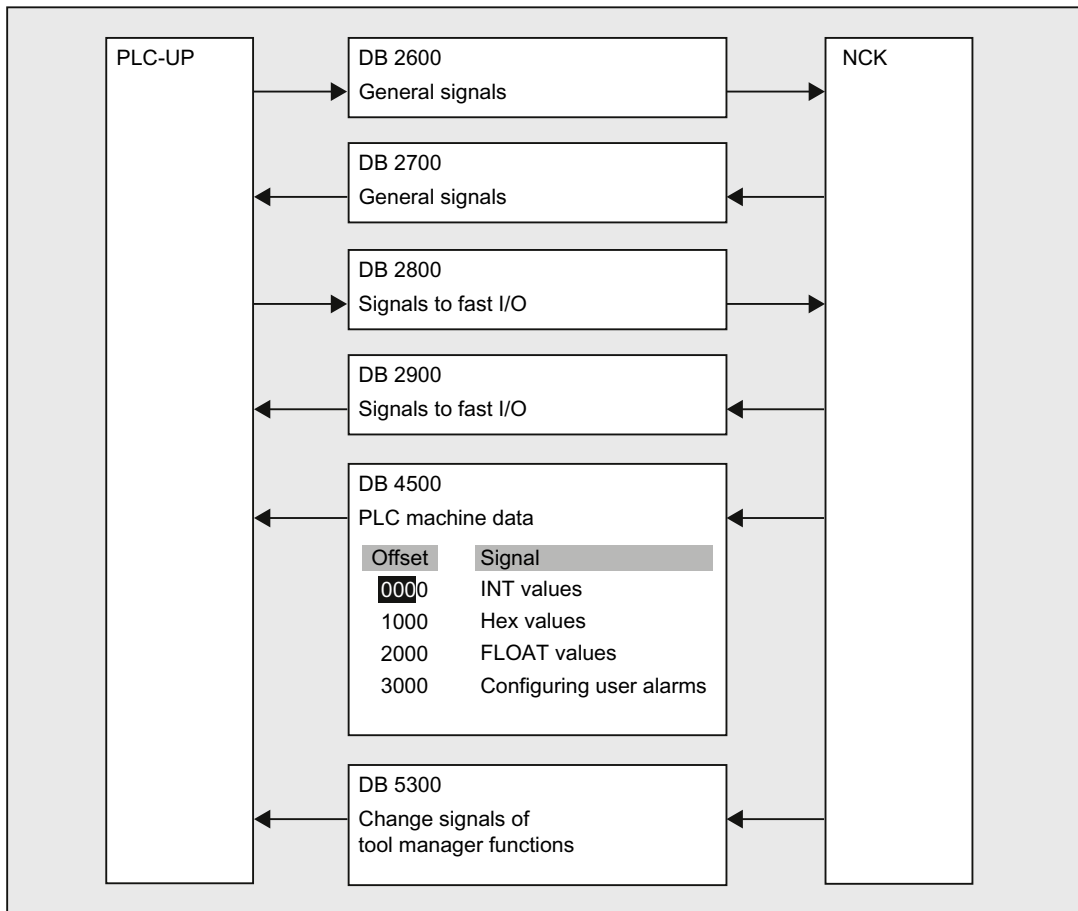 PLC-UP
DB 2600
General signals
NCK
DB 2700
General signals
DB 2800
Signals to fast I/O
DB 2900
Signals to fast I/O
DB 4500
PLC machine data
Offset Signal
0000 INT values
1000 Hex values
2000 FLOAT values
3000 Configuring user alarms
DB 5300
Change signals of
tool manager functions